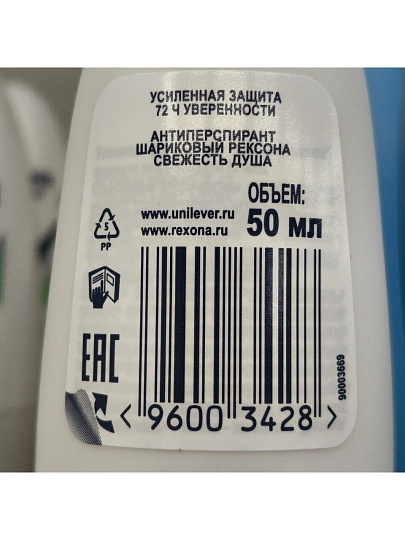 УСИЛЕННАЯ ЗАЩИТА
72 Ч УВЕРЕННОСТИ
АНТИПЕРСПИРАНТ
ШАРИКОВЫЙ РЕКСОНА
СВЕЖЕСТЬ ДУША
ОБЪЕМ:
www.unilever.ru
www.rexona.ru
50 МЛ
5
PP
EAC
90003669
<9600 3428>